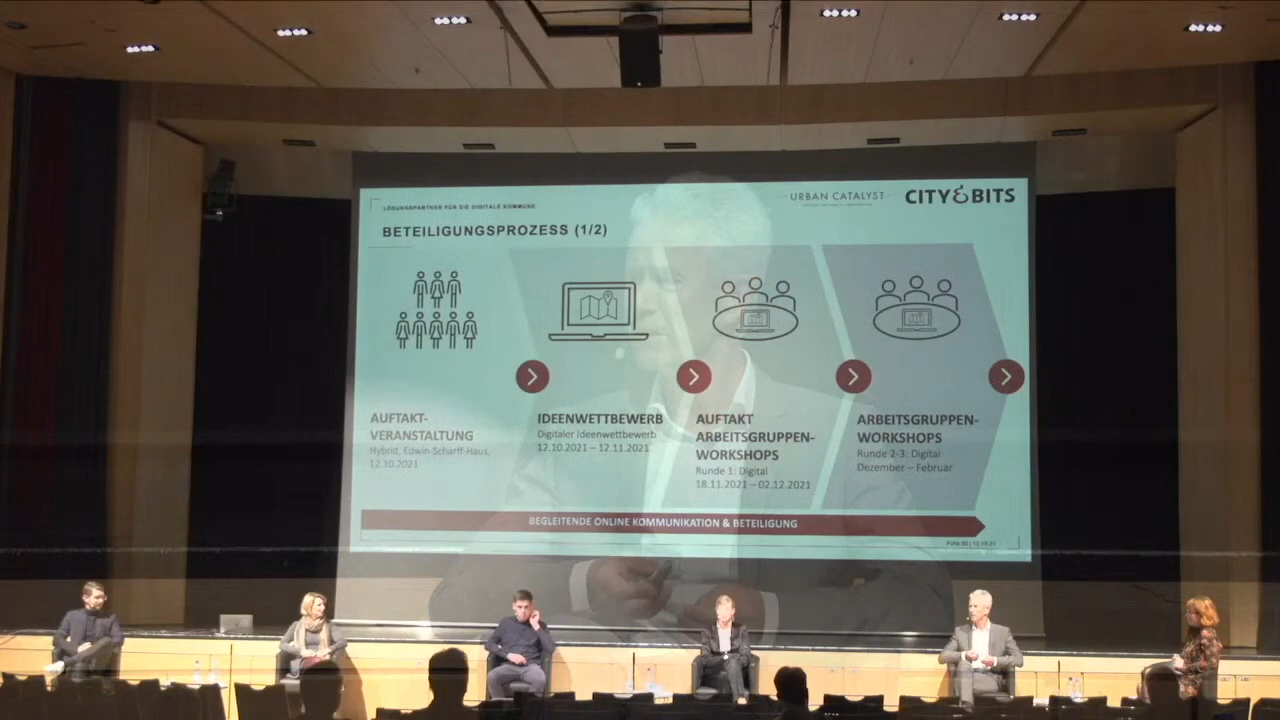 LÖSUNGSPARTNER FÜR DIE DIGITALE KOMMUNE
URBAN CATALYST
CITY & BITS
BETEILIGUNGSPROZESS (1/2)
AUFTAKT-
VERANSTALTUNG
Hybrid, Edwin-Scharff-Haus,
12.10.2021
IDEENWETTBEWERB
Digitaler Ideenwettbewerb
12.10.2021 – 12.11.2021
AUFTAKT
ARBEITSGRUPPEN-
WORKSHOPS
Runde 1: Digital
18.11.2021 – 02.12.2021
ARBEITSGRUPPEN-
WORKSHOPS
Runde 2-3: Digital
Dezember – Februar
BEGLEITENDE ONLINE KOMMUNIKATION & BETEILIGUNG